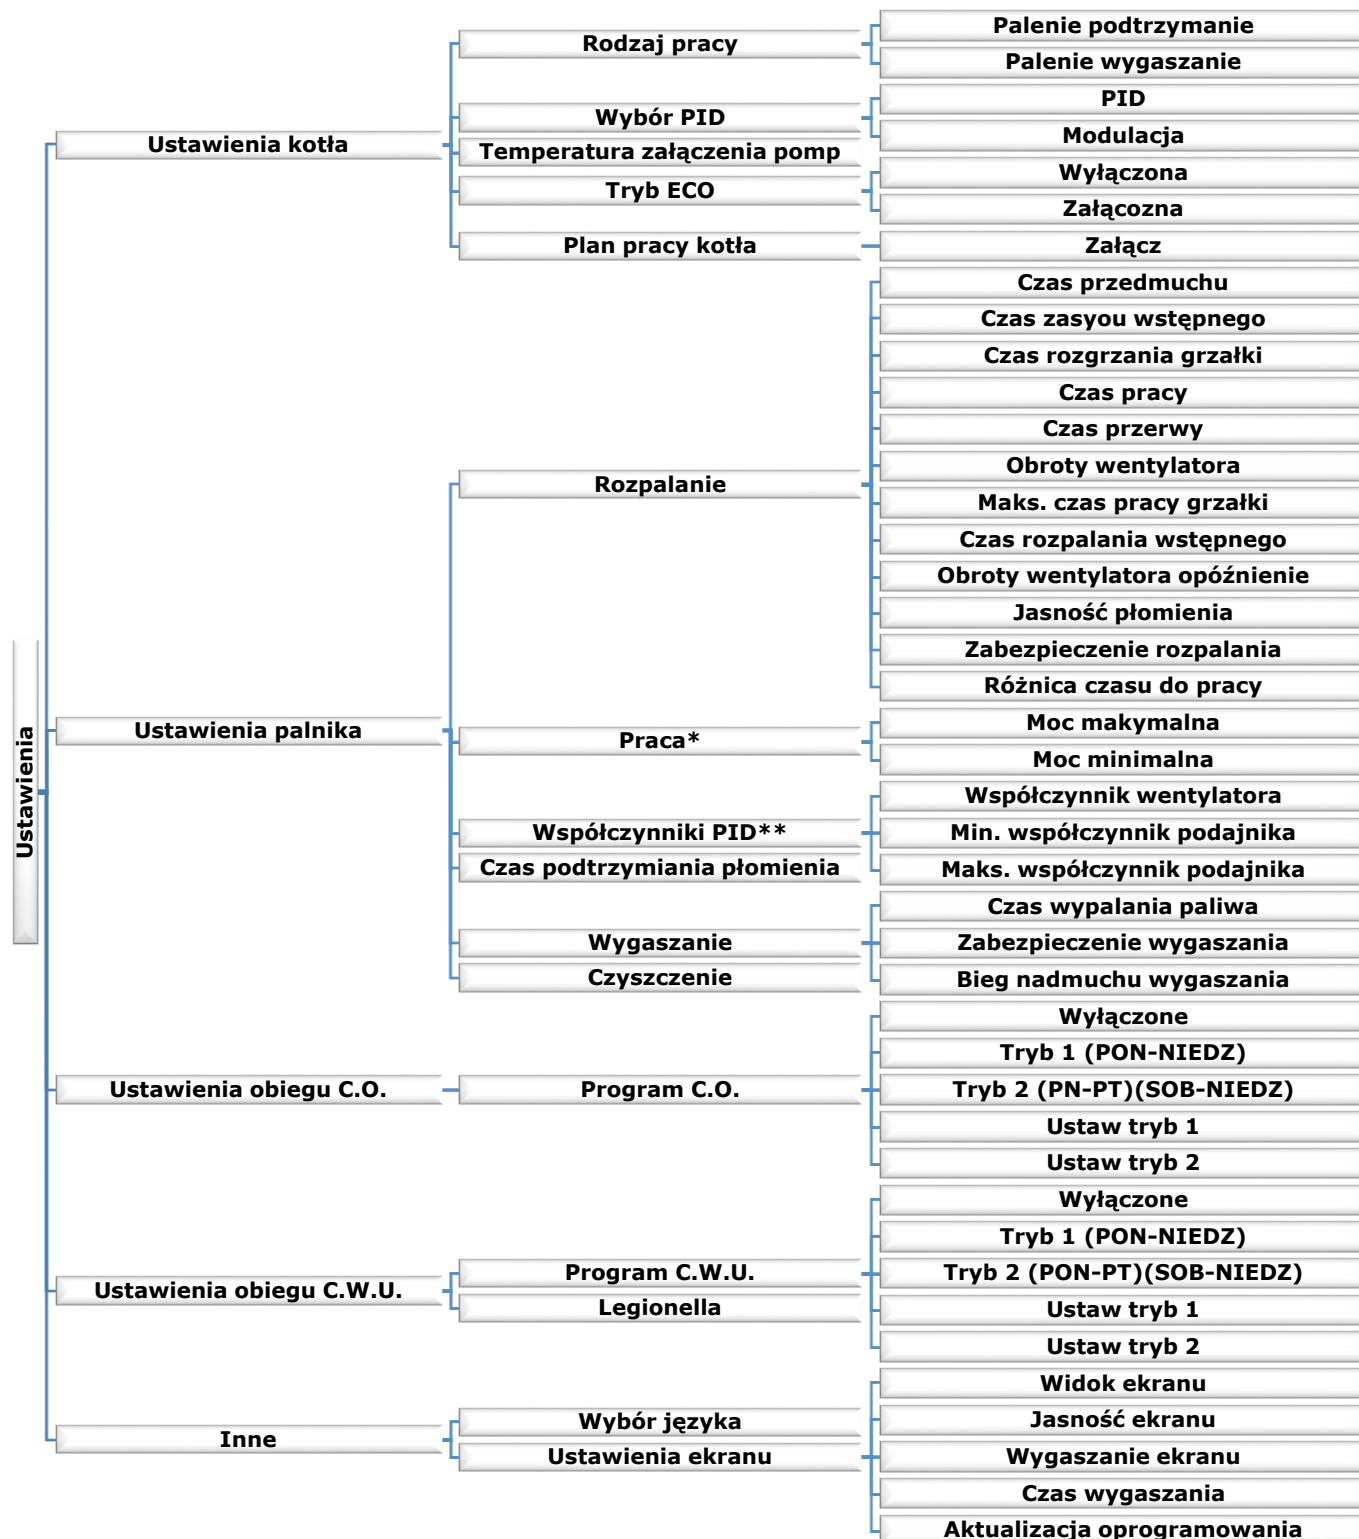 Ustawienia
Ustawienia kotła
Rodzaj pracy
Palenie podtrzymanie
Palenie wygaszanie
Wybór PID
PID
Modulacja
Temperatura załączenia pomp
Tryb ECO
Wyłączona
Załącozna
Plan pracy kotła
Załącz
Ustawienia palnika
Rozpalanie
Czas przedmuchu
Czas zasyou wstępnego
Czas rozgrzania grzałki
Czas pracy
Czas przerwy
Obroty wentylatora
Maks. czas pracy grzałki
Czas rozpalania wstępnego
Obroty wentylatora opóźnienie
Jasność płomienia
Zabezpieczenie rozpalania
Różnica czasu do pracy
Praca*
Moc makymalna
Moc minimalna
Współczynniki PID**
Współczynnik wentylatora
Min. współczynnik podajnika
Maks. współczynnik podajnika
Czas podtrzymiania płomienia
Wygaszanie
Czas wypalania paliwa
Zabezpieczenie wygaszania
Bieg nadmuchu wygaszania
Czyszczenie
Ustawienia obiegu C.O.
Program C.O.
Wyłączone
Tryb 1 (PON-NIEDZ)
Tryb 2 (PN-PT)(SOB-NIEDZ)
Ustaw tryb 1
Ustaw tryb 2
Ustawienia obiegu C.W.U.
Program C.W.U.
Wyłączone
Tryb 1 (PON-NIEDZ)
Tryb 2 (PON-PT)(SOB-NIEDZ)
Ustaw tryb 1
Ustaw tryb 2
Legionella
Inne
Wybór języka
Ustawienia ekranu
Widok ekranu
Jasność ekranu
Wygaszanie ekranu
Czas wygaszania
Aktualizacja oprogramowania